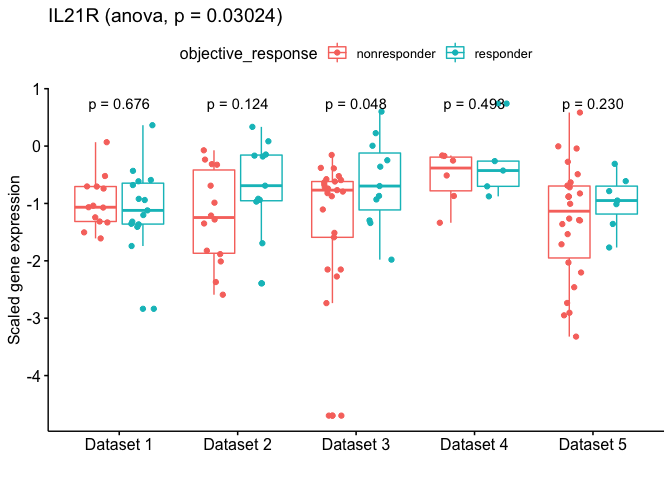 IL21R (anova, p = 0.03024)
objective_response nonresponder responder
p = 0.676 p = 0.124 p = 0.048 p = 0.493 p = 0.230
1
0
-1
-2
-3
-4
Scaled gene expression
Dataset 1 Dataset 2 Dataset 3 Dataset 4 Dataset 5